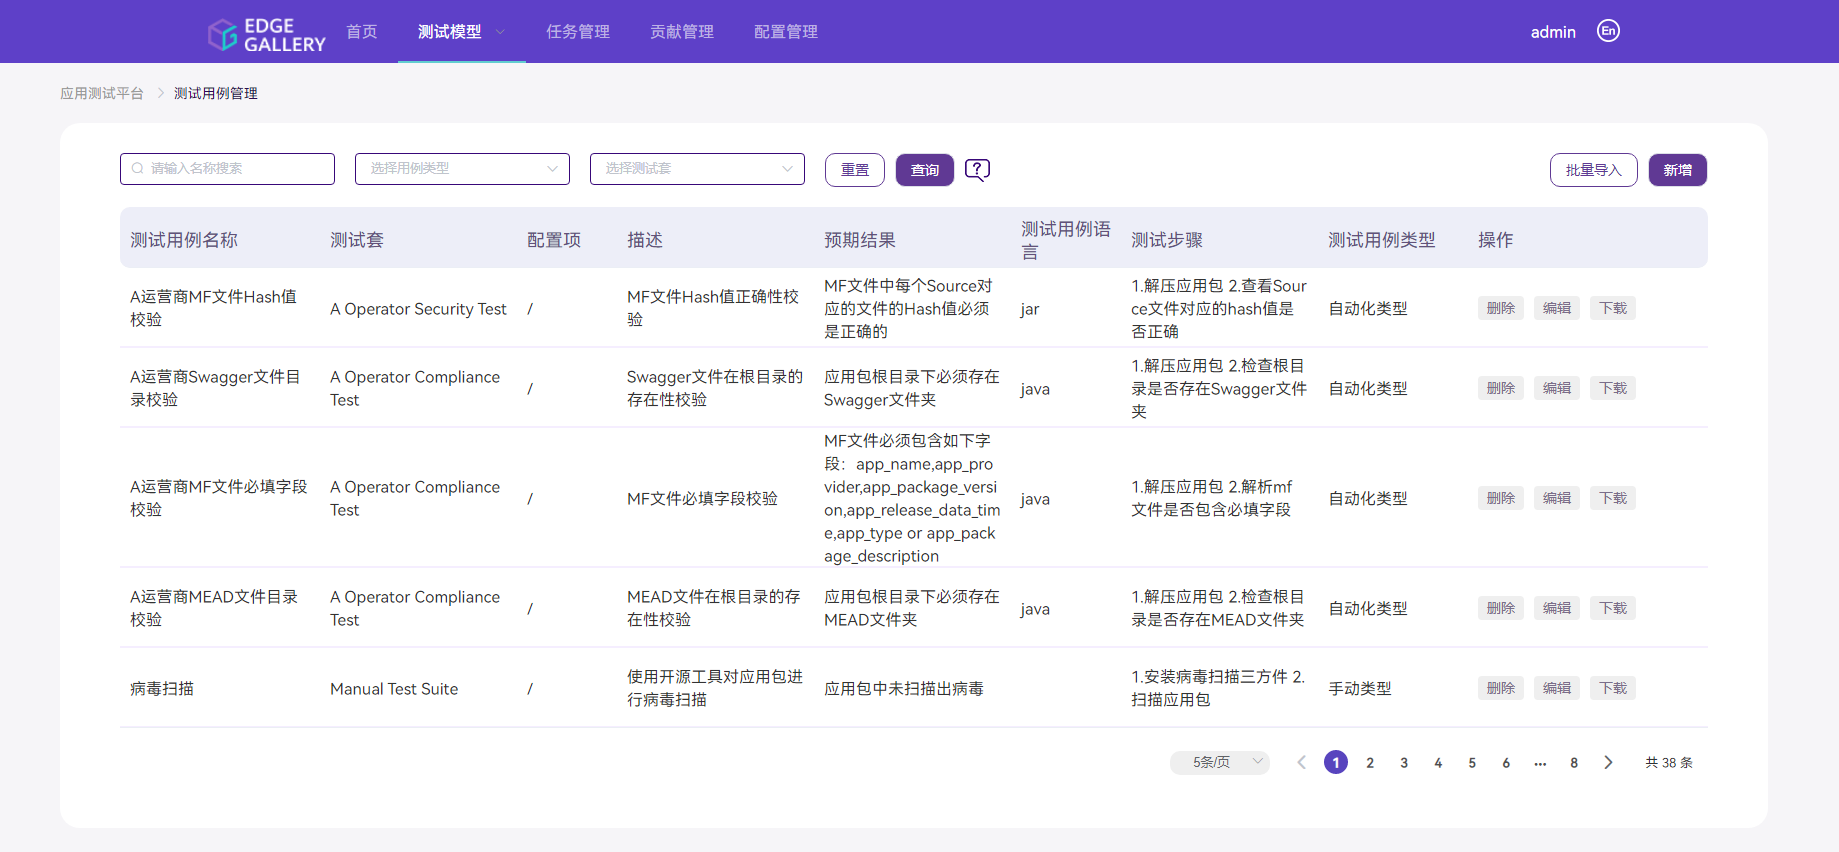 EDGE
GALLERY
首页
测试模型
任务管理
贡献管理
配置管理
admin
En
应用测试平台
测试用例管理
请输入名称搜索
选择用例类型
选择测试套
重置
查询
?
批量导入
新增
测试用例名称
测试套
配置项
描述
预期结果
测试用例语
言
测试步骤
测试用例类型
操作
A运营商MF文件Hash值
校验
A Operator Security Test
/
MF文件Hash值正确性校
验
MF文件中每个Source对
应的文件的Hash值必须
是正确的
jar
1.解压应用包 2.查看Sour
ce文件对应的hash值是
否正确
自动化类型
删除
编辑
下载
A运营商Swagger文件目
录校验
A Operator Compliance
Test
/
Swagger文件在根目录的
存在性校验
应用包根目录下必须存在
Swagger文件夹
java
1.解压应用包 2.检查根目
录是否存在Swagger文件
夹
自动化类型
删除
编辑
下载
A运营商MF文件必填字段
校验
A Operator Compliance
Test
/
MF文件必填字段校验
MF文件必须包含如下字
段：app_name,app_pro
vider,app_package_versi
on,app_release_data_tim
e,app_type or app_pack
age_description
java
1.解压应用包 2.解析mf
文件是否包含必填字段
自动化类型
删除
编辑
下载
A运营商MEAD文件目录
校验
A Operator Compliance
Test
/
MEAD文件在根目录的存
在性校验
应用包根目录下必须存在
MEAD文件夹
java
1.解压应用包 2.检查根目
录是否存在MEAD文件夹
自动化类型
删除
编辑
下载
病毒扫描
Manual Test Suite
/
使用开源工具对应用包进
行病毒扫描
应用包中未扫描出病毒
1.安装病毒扫描三方件 2.
扫描应用包
手动类型
删除
编辑
下载
5条/页
1
2
3
4
5
6
...
8
共 38 条